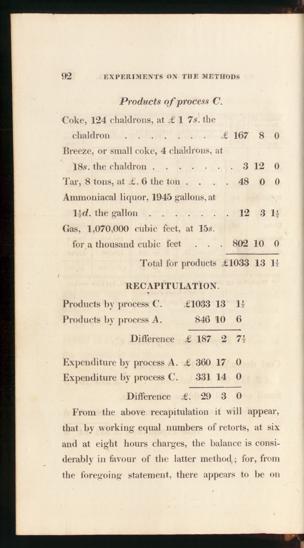 92 EXPERIMENTS ON THE METHODS
Products of process C.
Coke, 124 chaldrons, at £ 1 7s. the
chaldron . . . . . . . £ 167 8 0
Breeze, or small coke, 4 chaldrons, at
18s. the chaldron . . . . . . 3 12 0
Tar, 8 tons, at £. 6 the ton . . . . 48 0 0
Ammoniacal liquor, 1945 gallons, at
1½d. the gallon . . . . . . . 12 3 1½
Gas, 1,070,000 cubic feet, at 15s.
for a thousand cubic feet . . . 802 10 0
Total for products £1033 13 1½
RECAPITULATION.
Products by process C. £1033 13 1½
Products by process A. 846 10 6
Difference £ 187 2 7½
Expenditure by process A. £ 360 17 0
Expenditure by process C. 331 14 0
Difference £. 29 3 0
From the above recapitulation it will appear,
that by working equal numbers of retorts, at six
and at eight hours charges, the balance is consi-
derably in favour of the latter method; for, from
the foregoing statement, there appears to be on